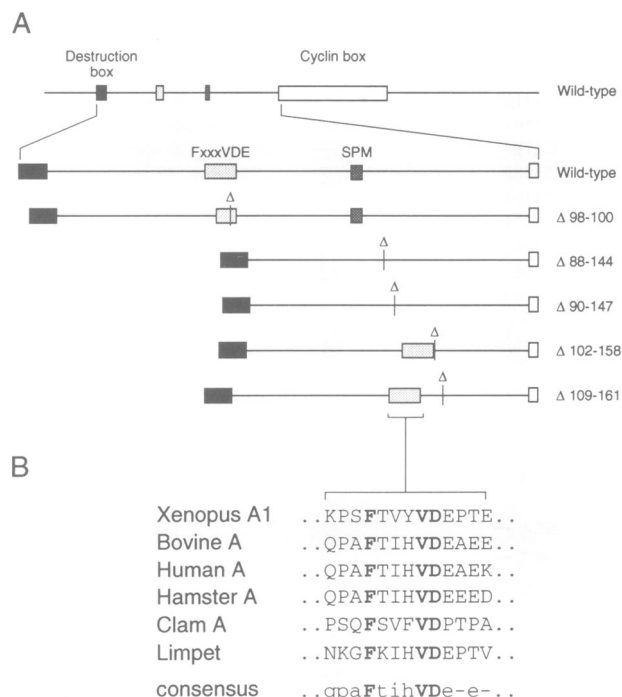 A
Destruction box
Cyclin box
Wild-type
FxxxVDE
SPM
Wild-type
Δ
Δ 98-100
Δ
Δ 88-144
Δ
Δ 90-147
Δ
Δ 102-158
Δ
Δ 109-161
B
Xenopus A1 ..KPSFTVYVDEPTE..
Bovine A ..QPAFTIHVDEAEE..
Human A ..QPAFTIHVDEAEK..
Hamster A ..QPAFTIHVDEEED..
Clam A ..PSQFSVFVDPTPA..
Limpet ..NKGFKIHVDEPTV..
consensus ..qpaFtihVDe-e-..